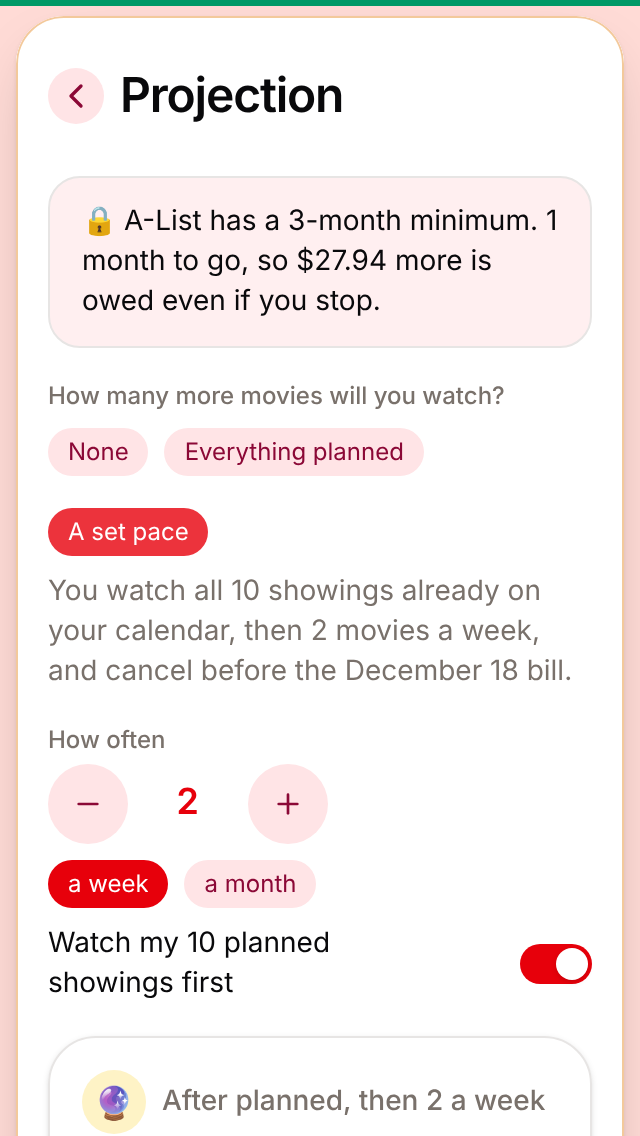 Projection
🔒 A-List has a 3-month minimum. 1
month to go, so $27.94 more is
owed even if you stop.
How many more movies will you watch?
None
Everything planned
A set pace
You watch all 10 showings already on
your calendar, then 2 movies a week,
and cancel before the December 18 bill.
How often
− 2 +
a week
a month
Watch my 10 planned
showings first
🔮 After planned, then 2 a week